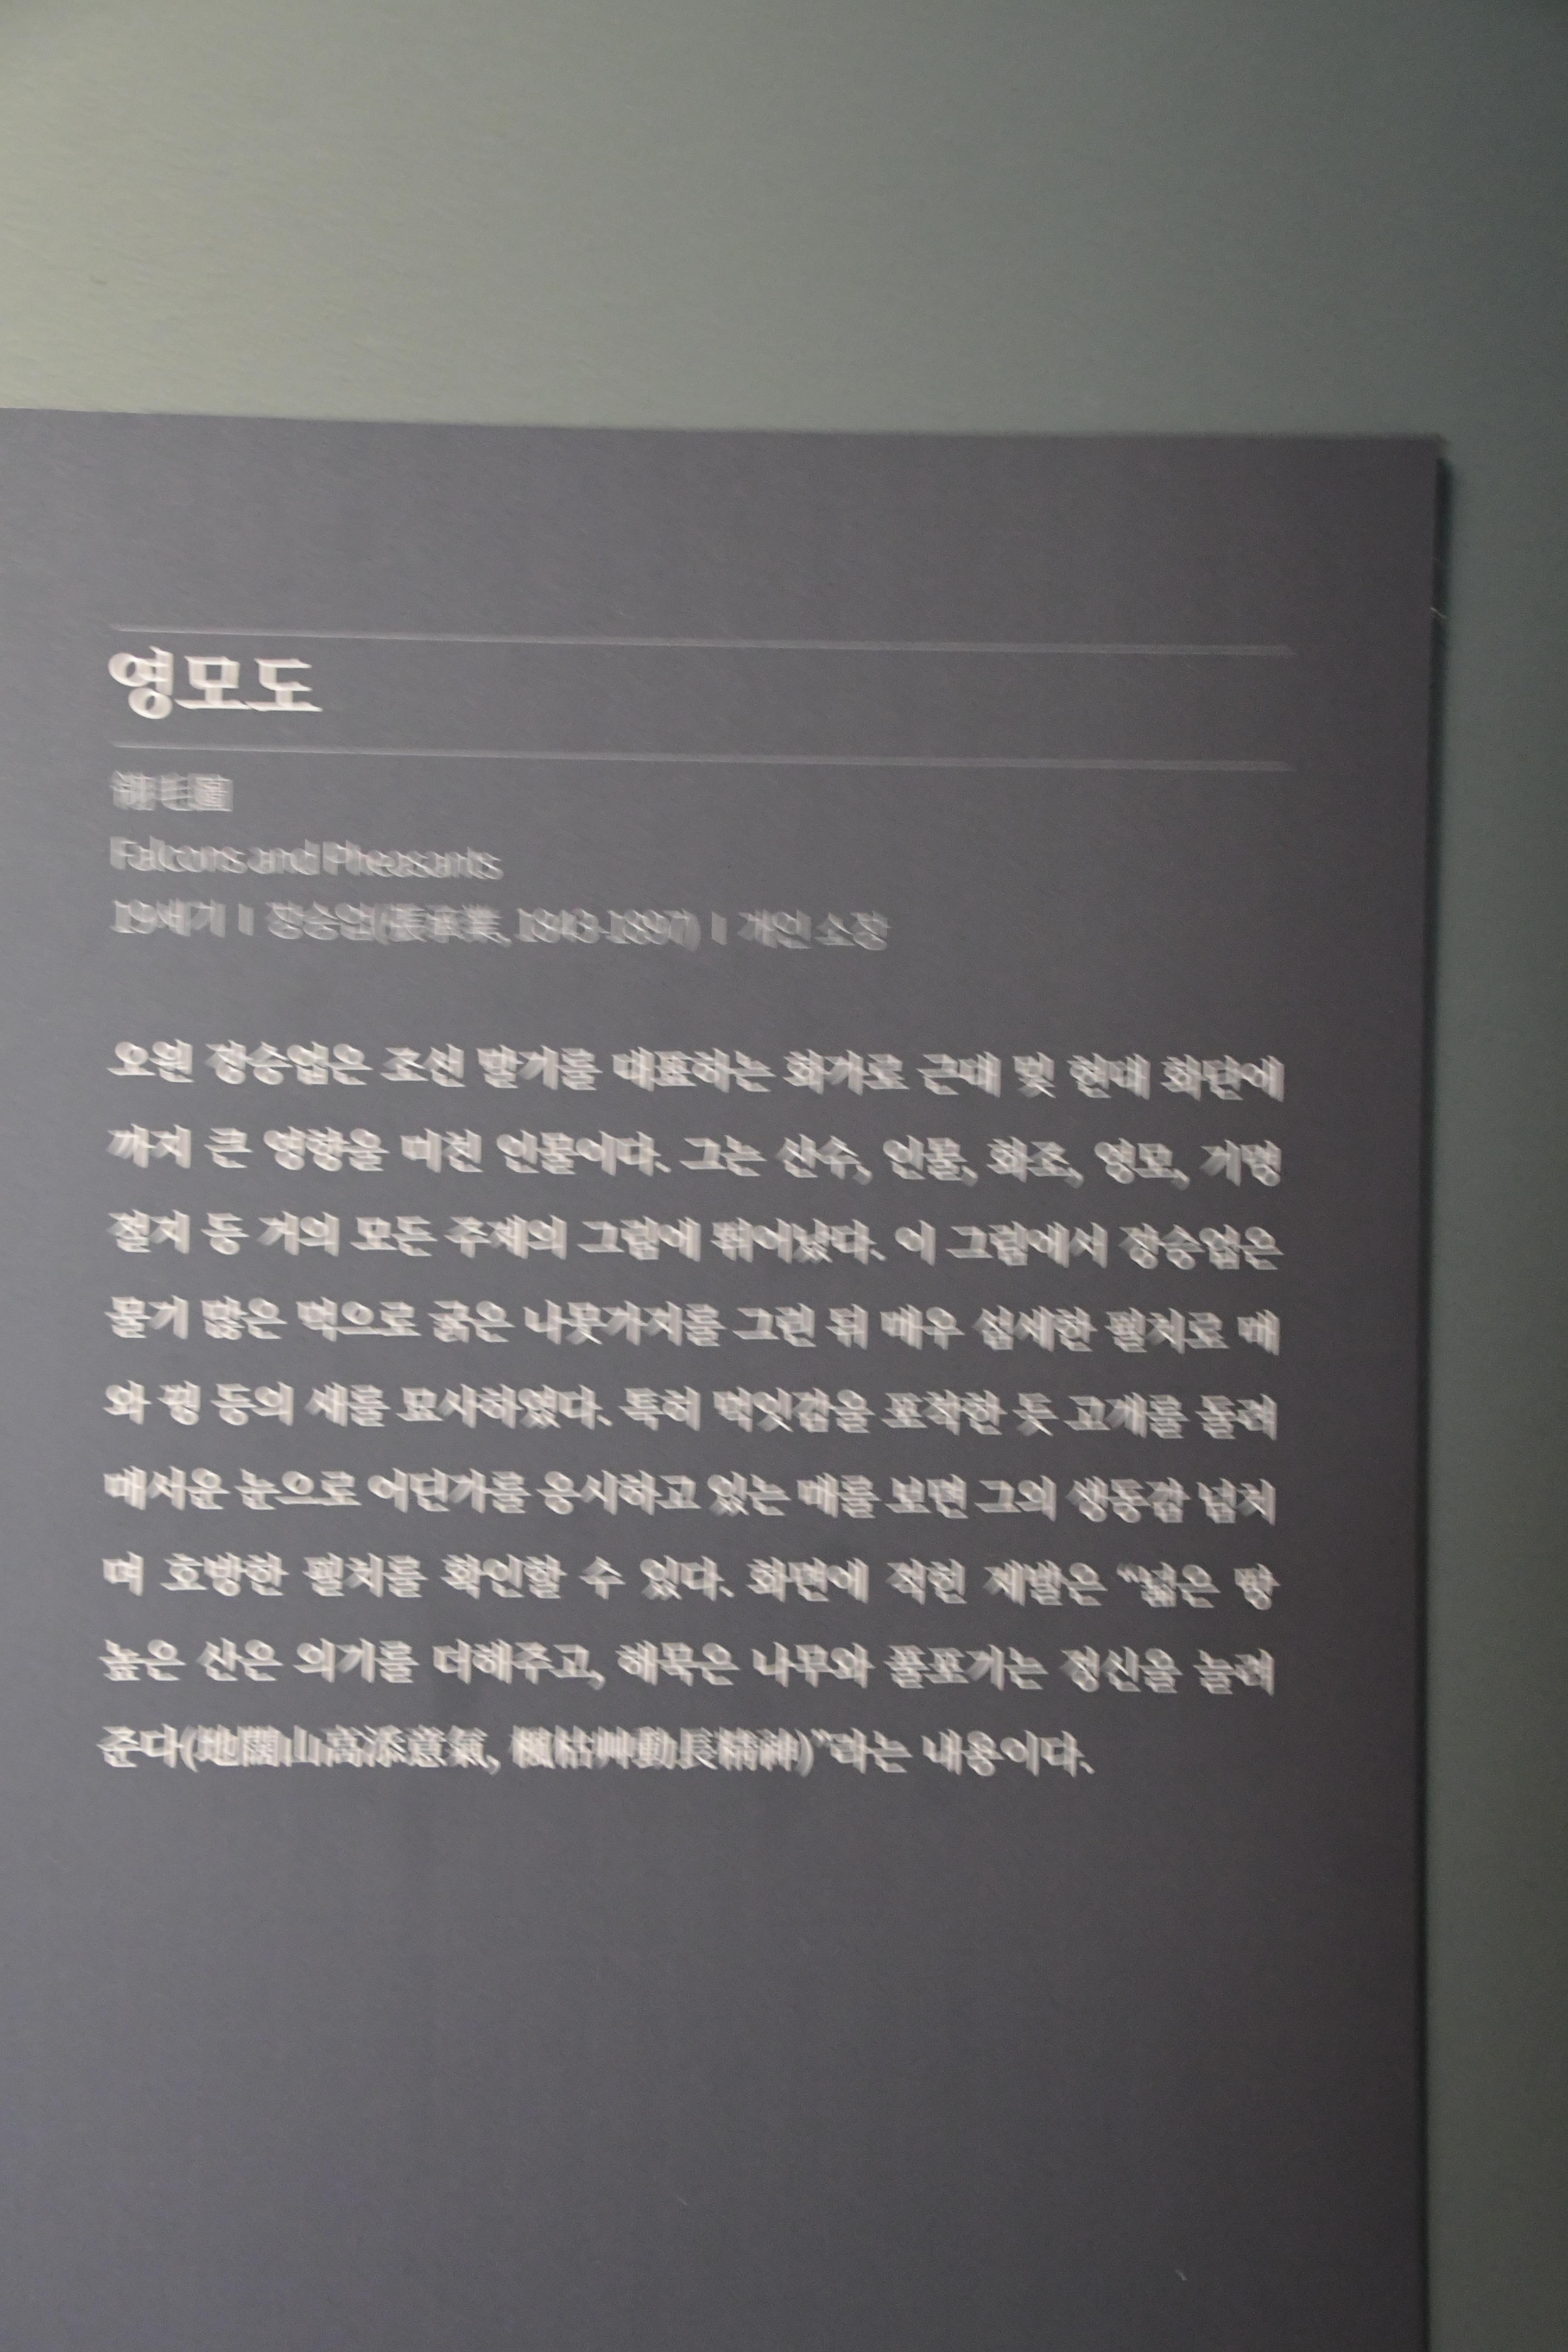 영모도
翎毛圖
Falcons and Pheasants
19세기 | 장승업(張承業, 1843-1897) | 개인 소장
오원 장승업은 조선 말기를 대표하는 화가로 근대 및 현대 화단에
까지 큰 영향을 미친 인물이다. 그는 산수, 인물, 화조, 영모, 기명
절지 등 거의 모든 주제의 그림에 뛰어났다. 이 그림에서 장승업은
물기 많은 먹으로 굵은 나뭇가지를 그린 뒤 매우 섬세한 필치로 매
와 꿩 등의 새를 묘사하였다. 특히 먹잇감을 포착한 듯 고개를 돌려
매서운 눈으로 어딘가를 응시하고 있는 매를 보면 그의 생동감 넘치
며 호방한 필치를 확인할 수 있다. 화면에 적힌 제발은 “넓은 땅
높은 산은 의기를 더해주고, 해묵은 나무와 풀포기는 정신을 늘려
준다(地闊山高添意氣, 楓枯艸動長精神)”라는 내용이다.